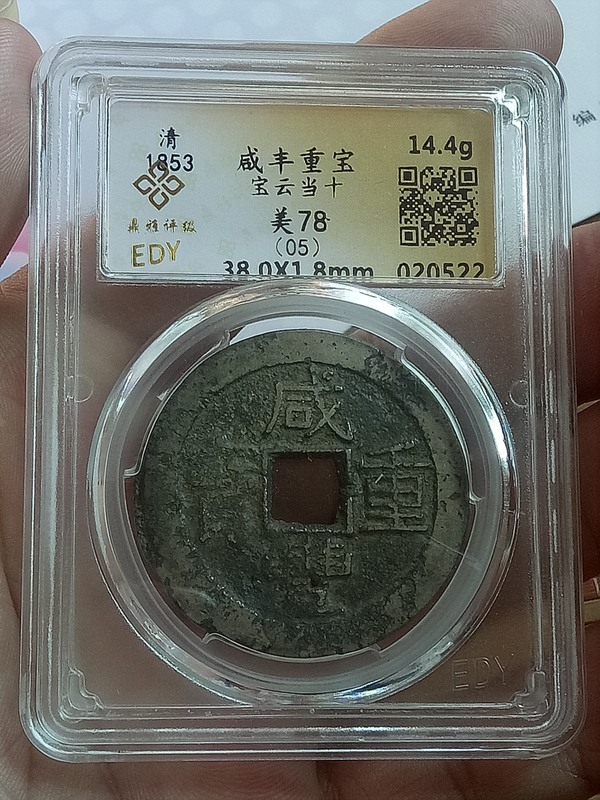 清
1853
鼎雅评级
EDY
咸丰重宝
宝云当十
美78
(05)
38.0X1.8mm
14.4g
020522
咸
重
EDY
编